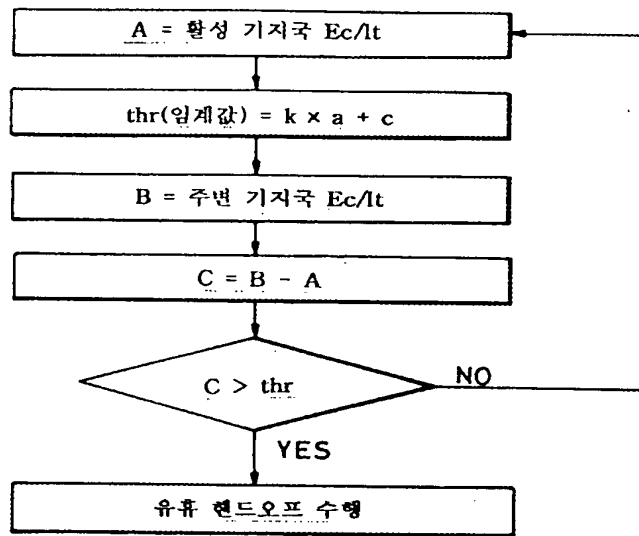 A = 활성 기지국 Ec/It
thr(임계값) = k × a + c
B = 주변 기지국 Ec/It
C = B - A
C > thr
NO
YES
유휴 핸드오프 수행